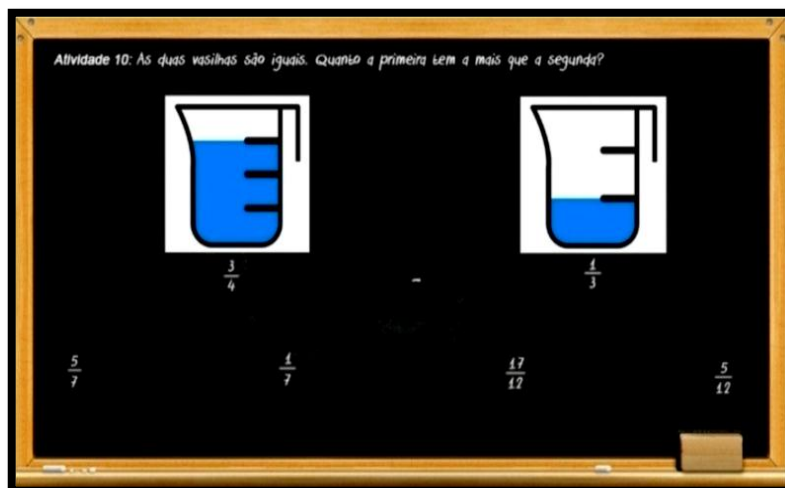 Atividade 10: As duas vasilhas são iguais. Quanto a primeira tem a mais que a segunda?
3/4 - 1/3
5/7 1/7 17/12 5/12